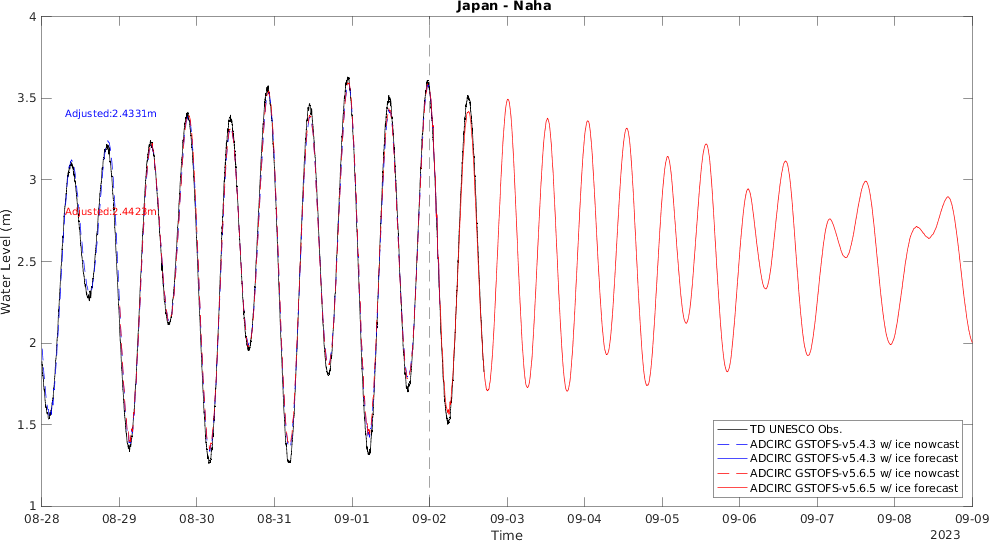 Japan - Naha
4
3.5
3
2.5
2
1.5
1
Water Level (m)
Adjusted:2.4331m
Adjusted:2.4423m
TD UNESCO Obs.
ADCIRC GSTOFS-v5.4.3 w/ ice nowcast
ADCIRC GSTOFS-v5.4.3 w/ ice forecast
ADCIRC GSTOFS-v5.6.5 w/ ice nowcast
ADCIRC GSTOFS-v5.6.5 w/ ice forecast
08-28 08-29 08-30 08-31 09-01 09-02 09-03 09-04 09-05 09-06 09-07 09-08 09-09
Time
2023